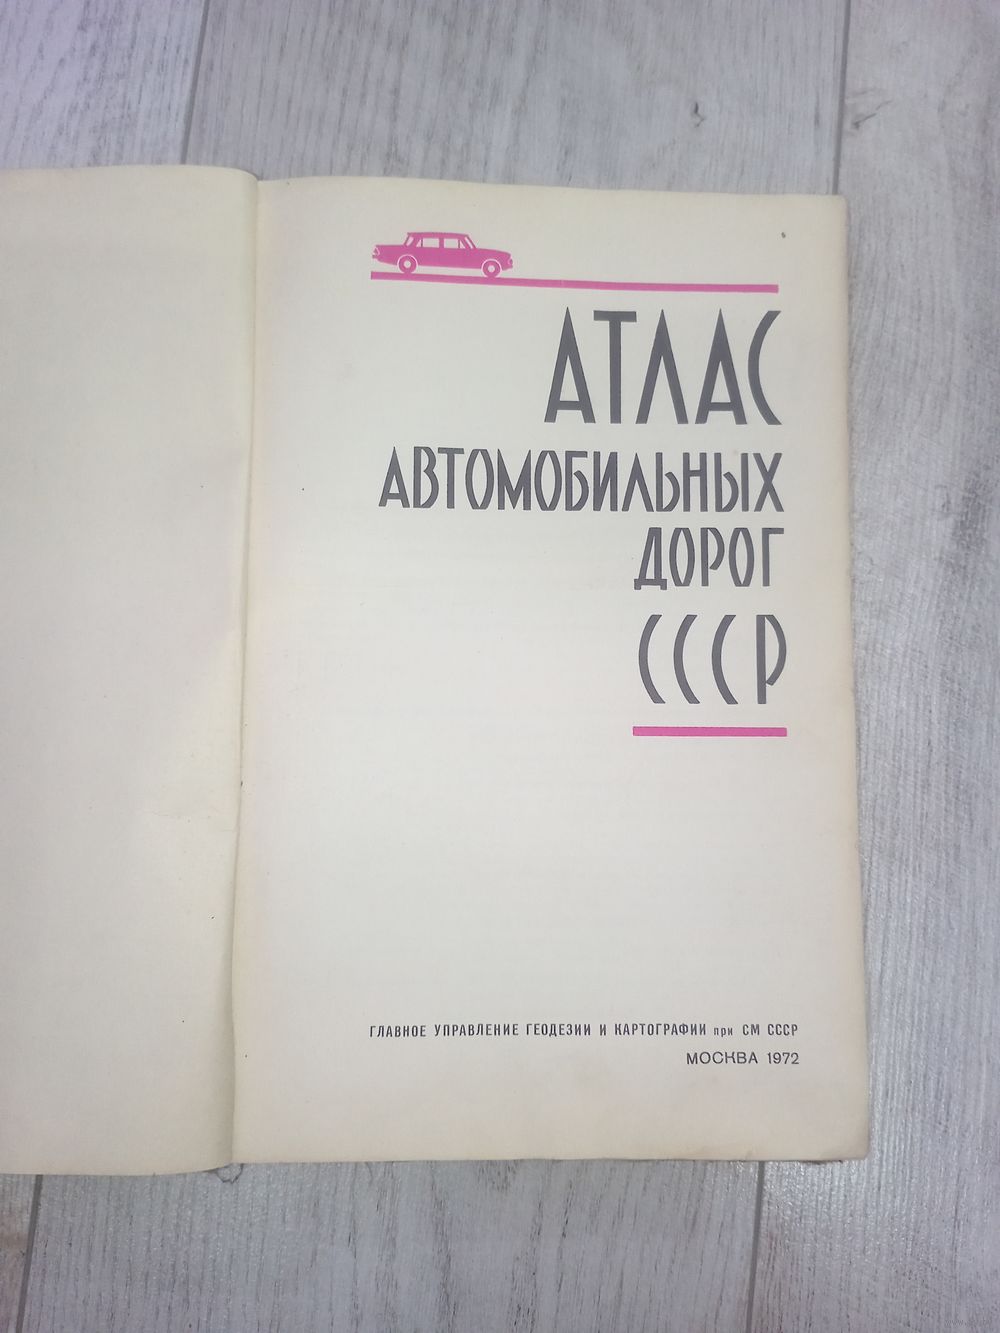 АТЛАС
АВТОМОБИЛЬНЫХ
ДОРОГ
СССР
ГЛАВНОЕ УПРАВЛЕНИЕ ГЕОДЕЗИИ И КАРТОГРАФИИ при СМ СССР
МОСКВА 1972